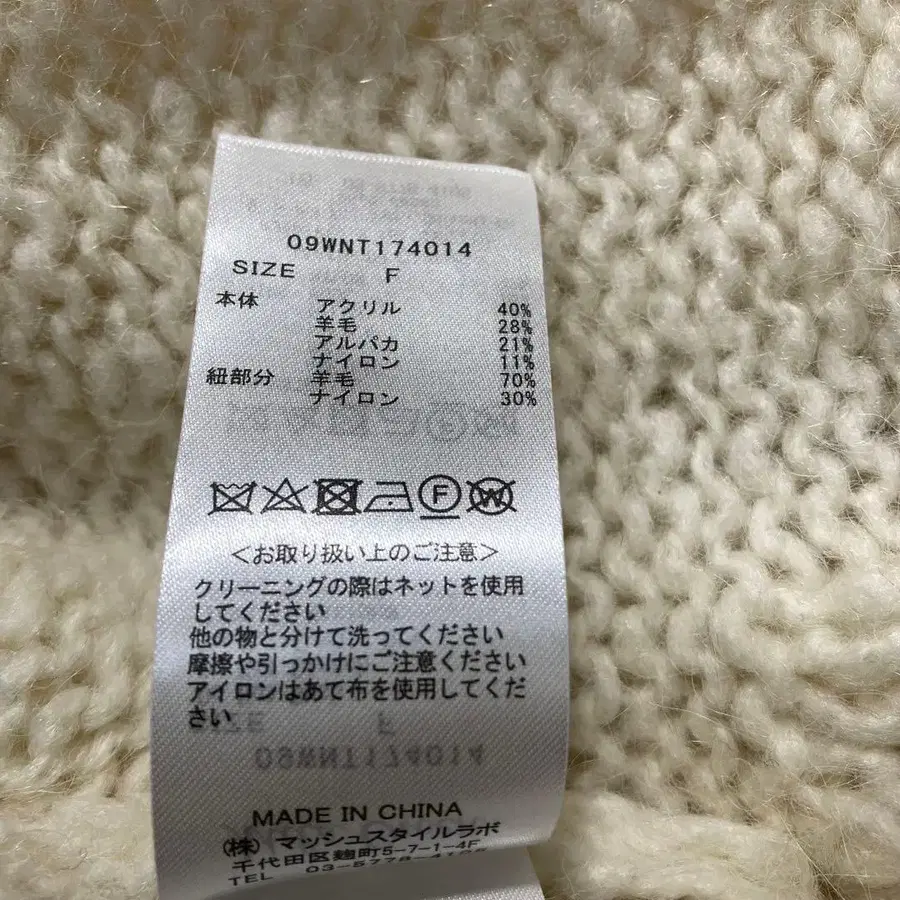 09WNT174014
SIZE F
本体 アクリル 40%
羊毛 28%
アルパカ 21%
ナイロン 11%
紐部分 羊毛 70%
ナイロン 30%
F W
<お取り扱い上のご注意>
クリーニングの際はネットを使用
してください
他の物と分けて洗ってください
摩擦や引っかけにご注意ください
アイロンはあて布を使用してくだ
さい
MADE IN CHINA
(株) マッシュスタイルラボ
千代田区麹町5-7-1-4F
TEL 03-5778-